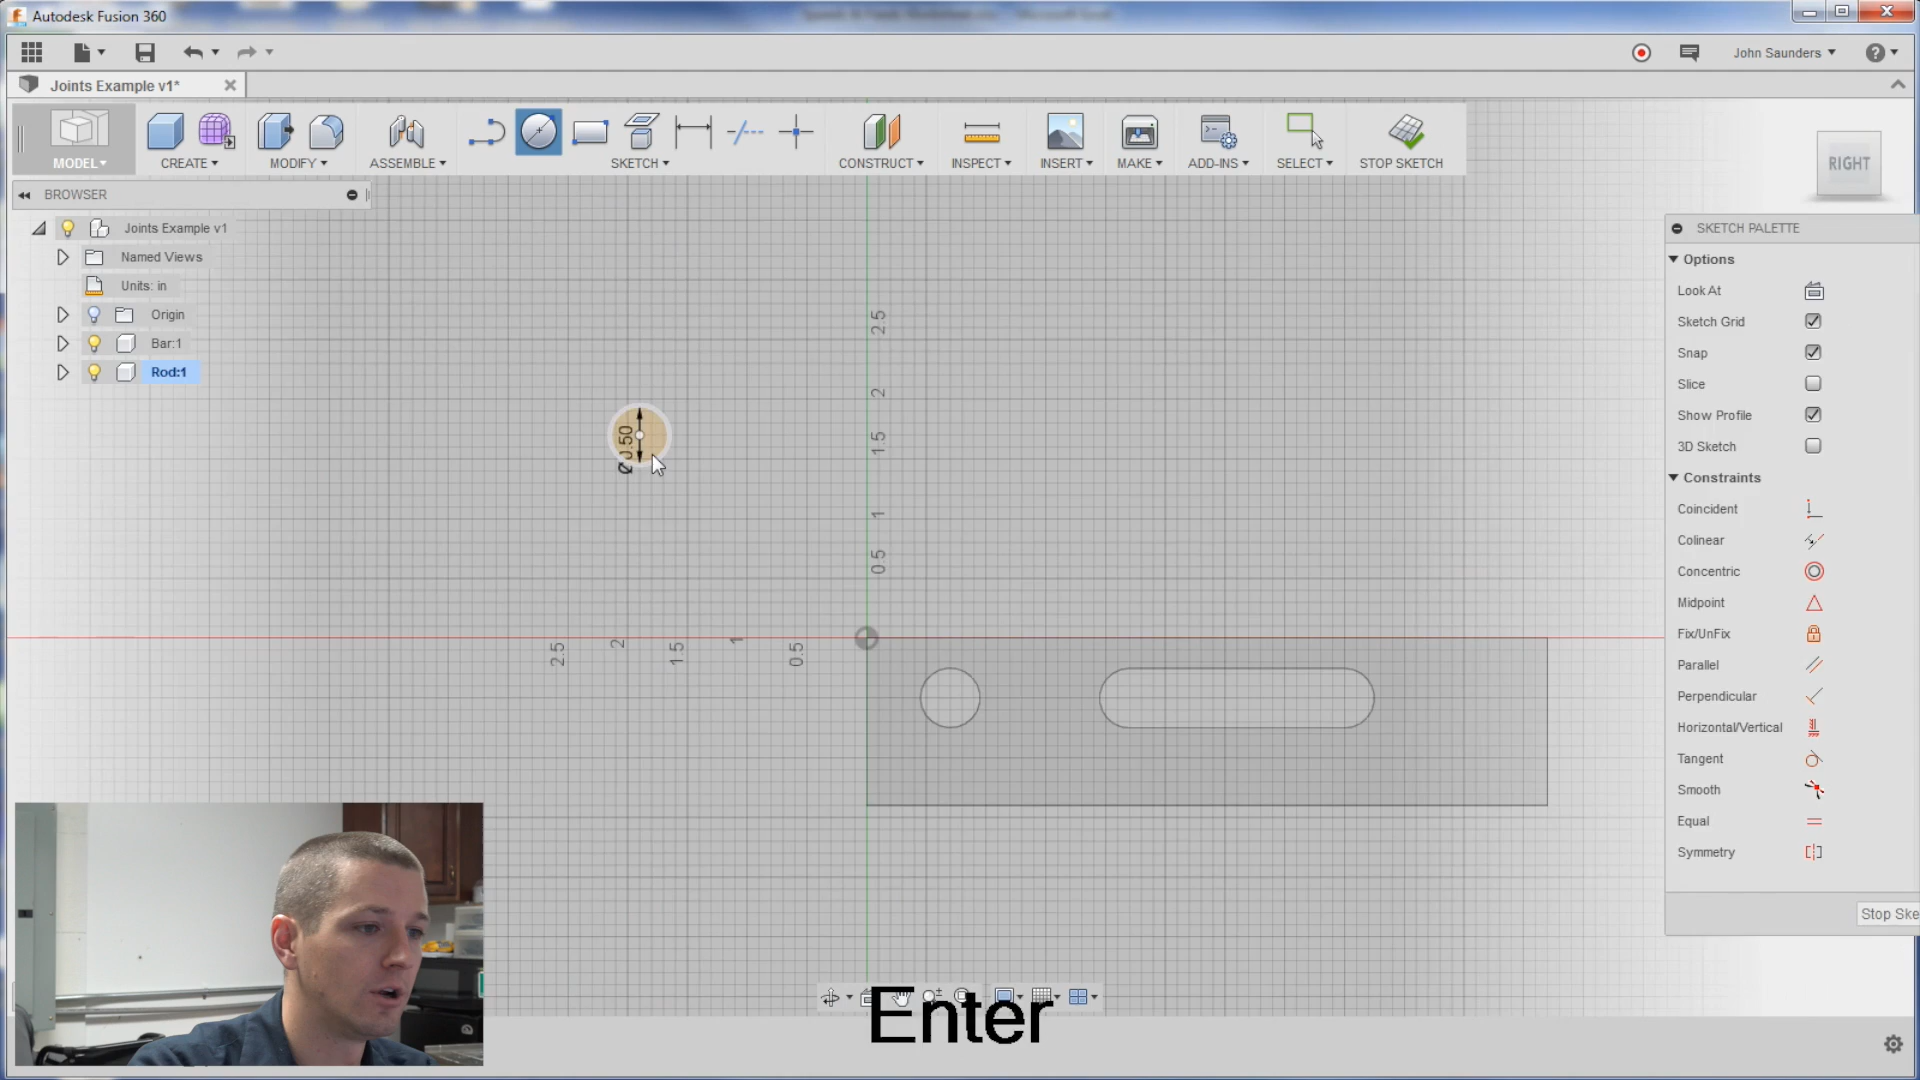 Autodesk Fusion 360
John Saunders
Joints Example v1*
MODEL
CREATE
MODIFY
ASSEMBLE
SKETCH
CONSTRUCT
INSPECT
INSERT
MAKE
ADD-INS
SELECT
STOP SKETCH
RIGHT
BROWSER
Joints Example v1
Named Views
Units: in
Origin
Bar:1
Rod:1
SKETCH PALETTE
Options
Look At
Sketch Grid
Snap
Slice
Show Profile
3D Sketch
Constraints
Coincident
Colinear
Concentric
Midpoint
Fix/UnFix
Parallel
Perpendicular
Horizontal/Vertical
Tangent
Smooth
Equal
Symmetry
Stop Ske
2.5
2
1.5
1
0.5
Ø0.50
2.5
2
1.5
1
0.5
Enter